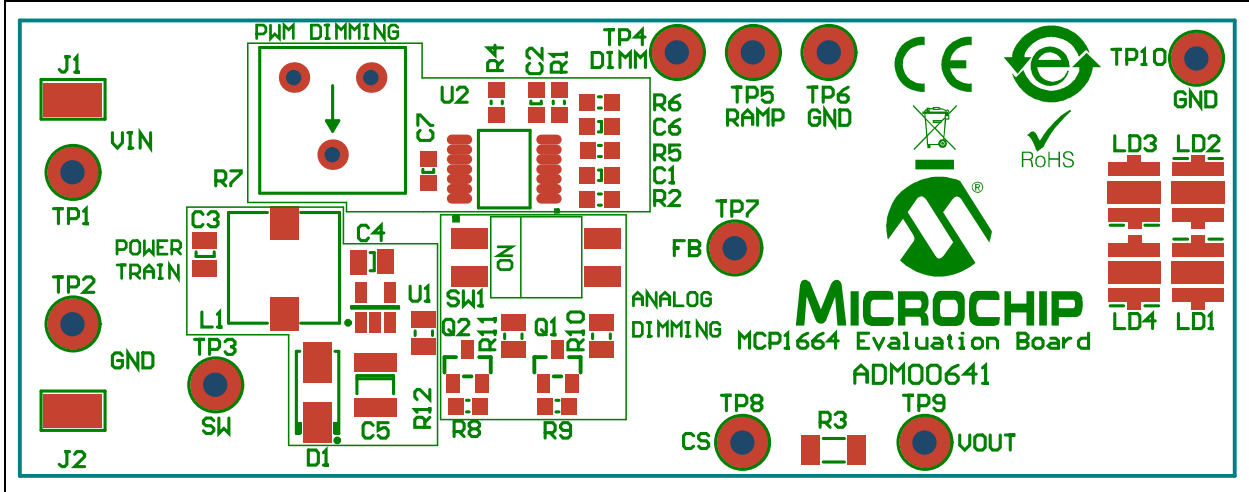 PWM DIMMING
J1
VIN
TP1
TP2
GND
J2
R7
U2
C7
R4
C2
R1
R6
C6
R5
C1
R2
TP4
DIMM
TP5
RAMP
TP6
GND
CE
e
RoHS
TP10
GND
LD3
LD2
LD4
LD1
C3
POWER
TRAIN
L1
C4
U1
TP3
SW
D1
C5
R12
SW1
ON
ANALOG
DIMMING
Q2
R11
Q1
R10
R8
R9
TP7
FB
®
MICROCHIP
MCP1664 Evaluation Board
ADM00641
TP8
CS
R3
TP9
VOUT